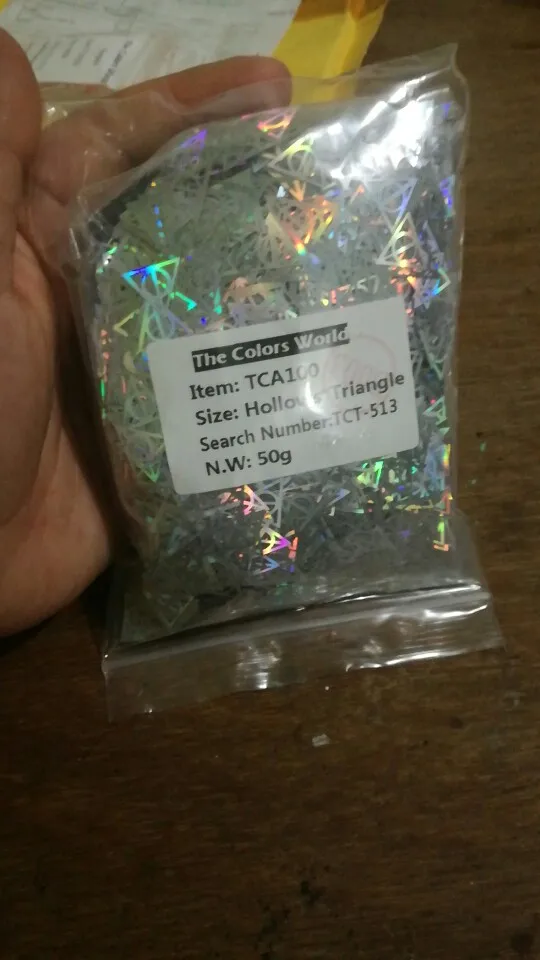 The Colors World
Item: TCA100
Size: Hollow's Triangle
Search Number:TCT-513
N.W: 50g